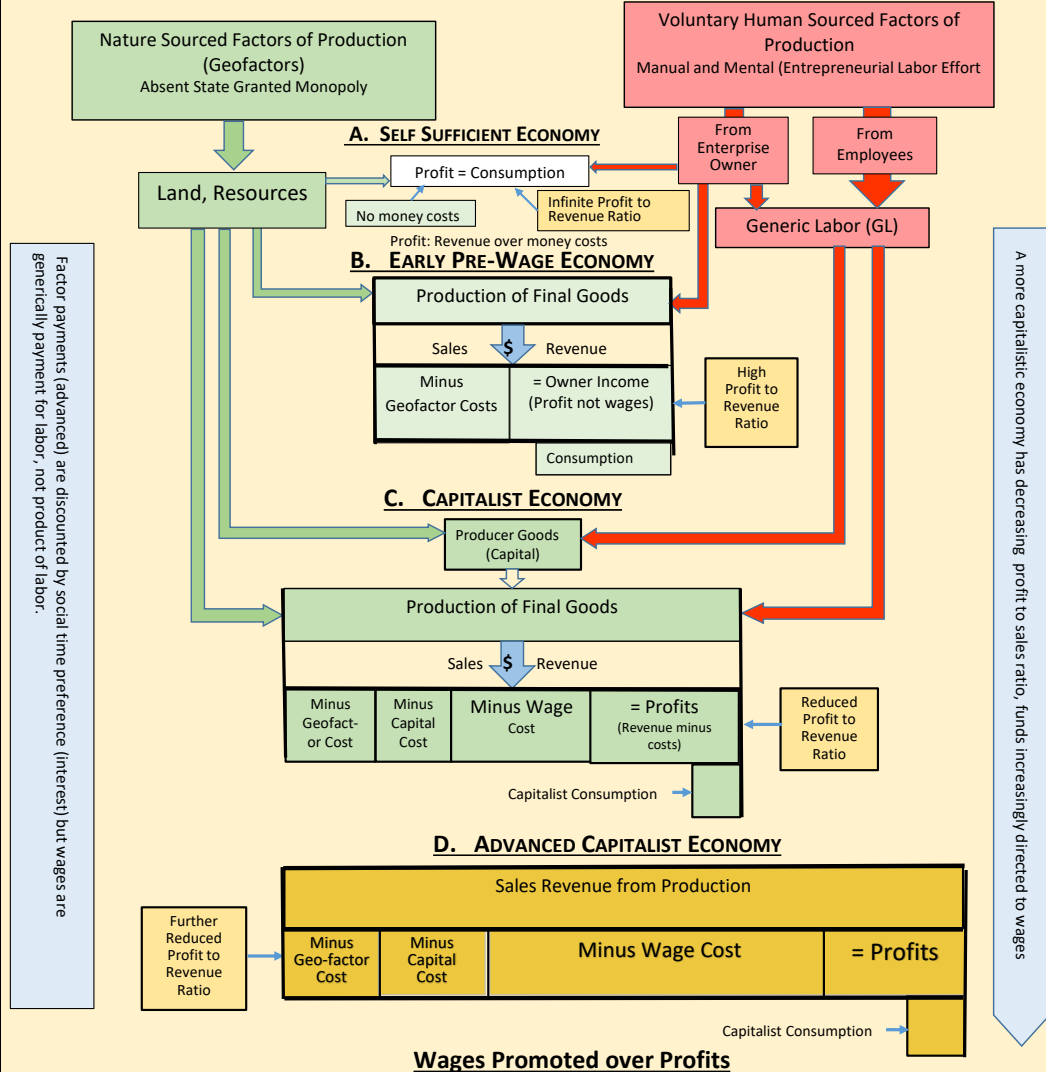 Nature Sourced Factors of Production
(Geofactors)
Absent State Granted Monopoly
Voluntary Human Sourced Factors of
Production
Manual and Mental (Entrepreneurial Labor Effort
From
Enterprise
Owner
From
Employees
A. SELF SUFFICIENT ECONOMY
Land, Resources
Profit = Consumption
No money costs
Infinite Profit to
Revenue Ratio
Generic Labor (GL)
Profit: Revenue over money costs
B. EARLY PRE-WAGE ECONOMY
Production of Final Goods
Sales $ Revenue
Minus
Geofactor Costs
= Owner Income
(Profit not wages)
High
Profit to
Revenue
Ratio
Consumption
C. CAPITALIST ECONOMY
Producer Goods
(Capital)
Production of Final Goods
Sales $ Revenue
Minus
Geofact-
or Cost
Minus
Capital
Cost
Minus Wage
Cost
= Profits
(Revenue minus
costs)
Reduced
Profit to
Revenue
Ratio
Capitalist Consumption
D. ADVANCED CAPITALIST ECONOMY
Sales Revenue from Production
Further
Reduced
Profit to
Revenue
Ratio
Minus
Geo-factor
Cost
Minus
Capital
Cost
Minus Wage Cost
= Profits
Capitalist Consumption
Wages Promoted over Profits
Factor payments (advanced) are discounted by social time preference (interest) but wages are
generically payment for labor, not product of labor.
A more capitalistic economy has decreasing profit to sales ratio, funds increasingly directed to wages